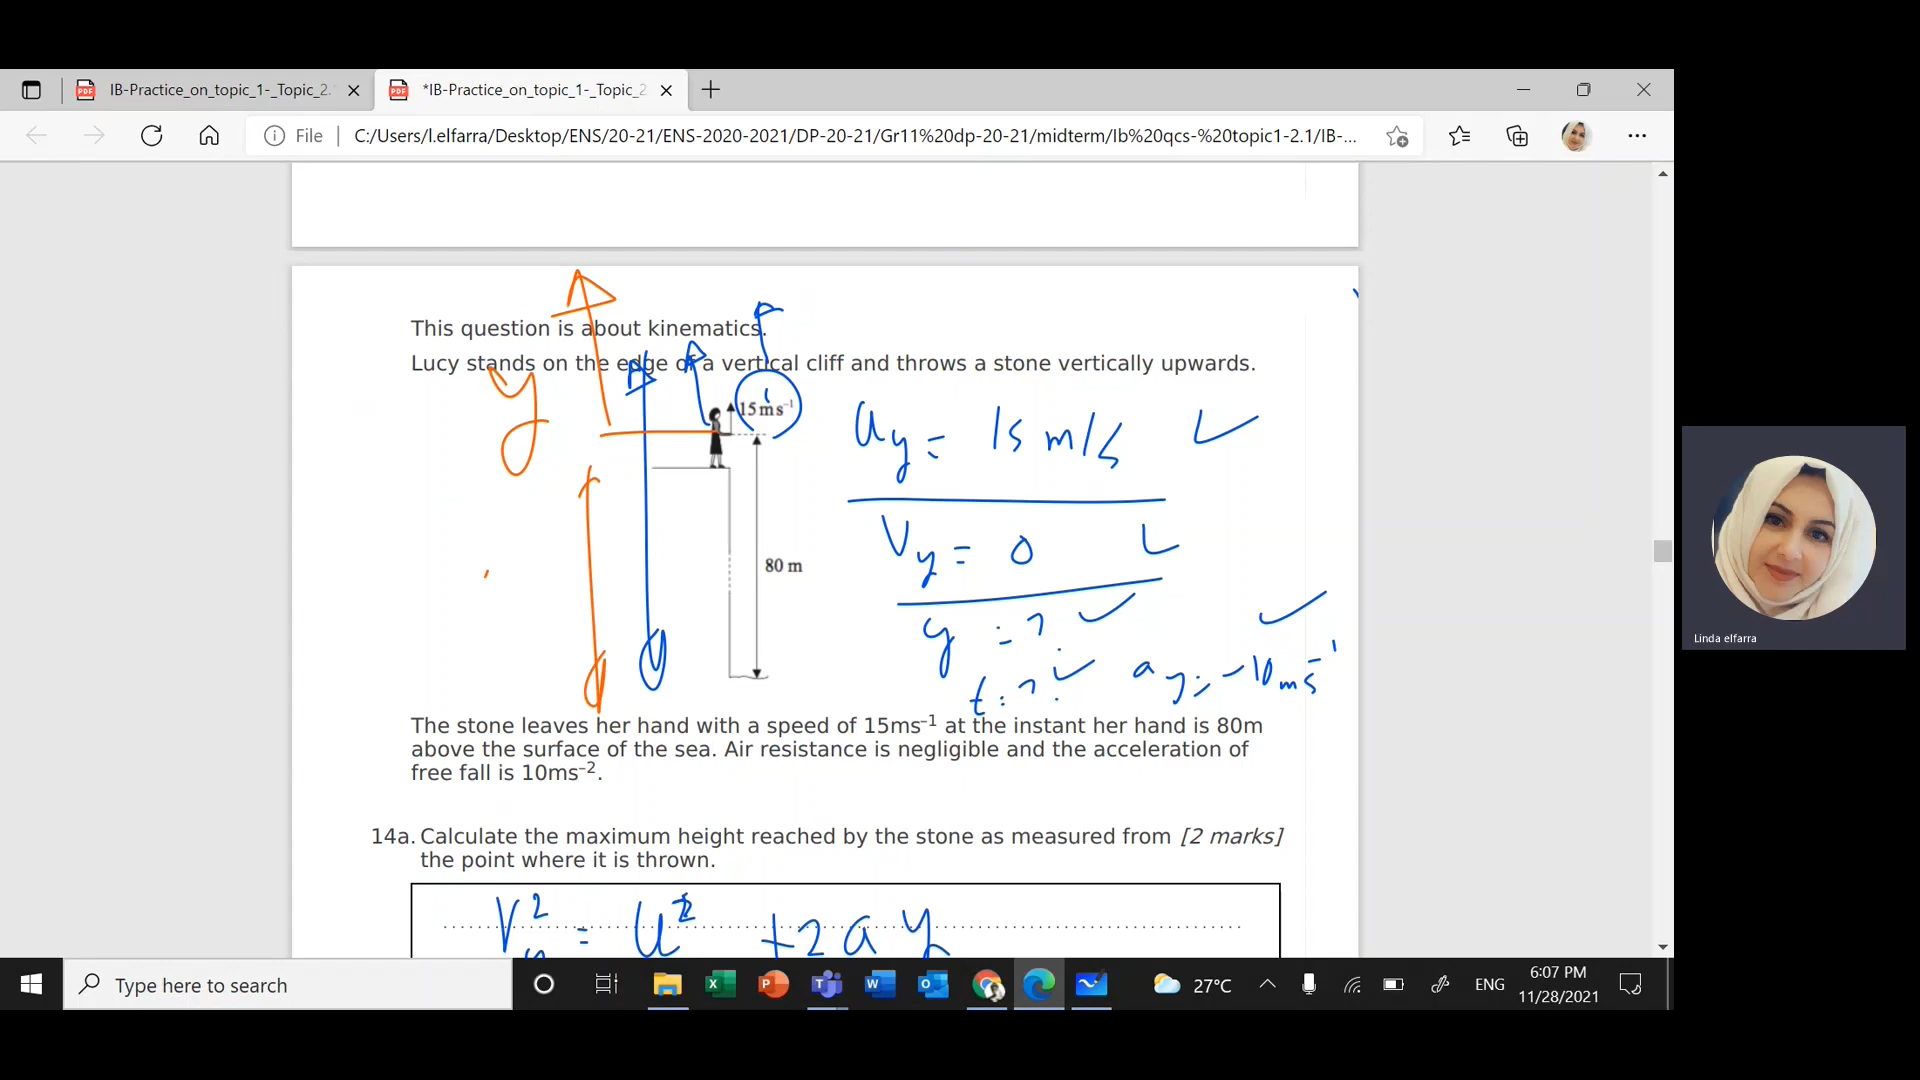 IB-Practice_on_topic_1-_Topic_2.
*IB-Practice_on_topic_1-_Topic_2
File | C:/Users/l.elfarra/Desktop/ENS/20-21/ENS-2020-2021/DP-20-21/Gr11%20dp-20-21/midterm/Ib%20qcs-%20topic1-2.1/IB-...
This question is about kinematics.
Lucy stands on the edge of a vertical cliff and throws a stone vertically upwards.
y
15 m s⁻¹
u y = 15 m/s
Vy = 0
80 m
y = ?
t = ? ay = -10 ms⁻¹
The stone leaves her hand with a speed of 15ms⁻¹ at the instant her hand is 80m
above the surface of the sea. Air resistance is negligible and the acceleration of
free fall is 10ms⁻².
14a. Calculate the maximum height reached by the stone as measured from [2 marks]
the point where it is thrown.
Vy² = u² + 2 a y
Linda elfarra
Type here to search
27°C
ENG
6:07 PM
11/28/2021